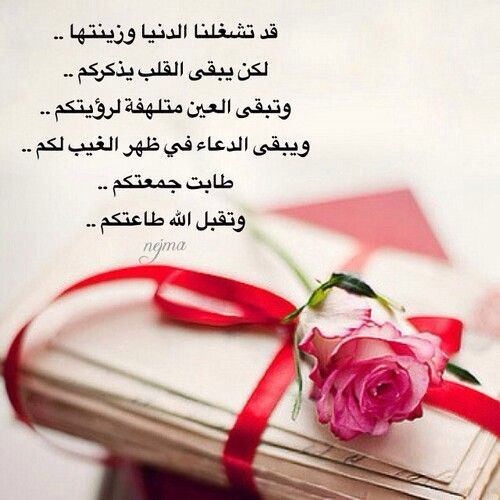 قد تشغلنا الدنيا وزينتها ..
لكن يبقى القلب يذكركم ..
وتبقى العين متلهفة لرؤيتكم ..
ويبقى الدعاء في ظهر الغيب لكم ..
طابت جمعتكم ..
وتقبل الله طاعتكم ..
nejma